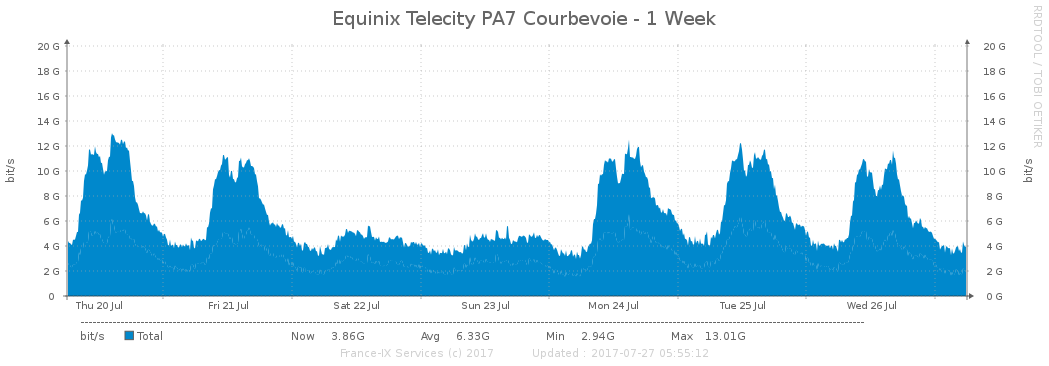 Equinix Telecity PA7 Courbevoie - 1 Week
RRDTOOL / TOBI OETIKER
20 G 20 G
18 G 18 G
16 G 16 G
14 G 14 G
12 G 12 G
10 G 10 G
8 G 8 G
6 G 6 G
4 G 4 G
2 G 2 G
0 0 G
bit/s bit/s
Thu 20 Jul Fri 21 Jul Sat 22 Jul Sun 23 Jul Mon 24 Jul Tue 25 Jul Wed 26 Jul
bit/s Total Now 3.86G Avg 6.33G Min 2.94G Max 13.01G
France-IX Services (c) 2017 Updated : 2017-07-27 05:55:12